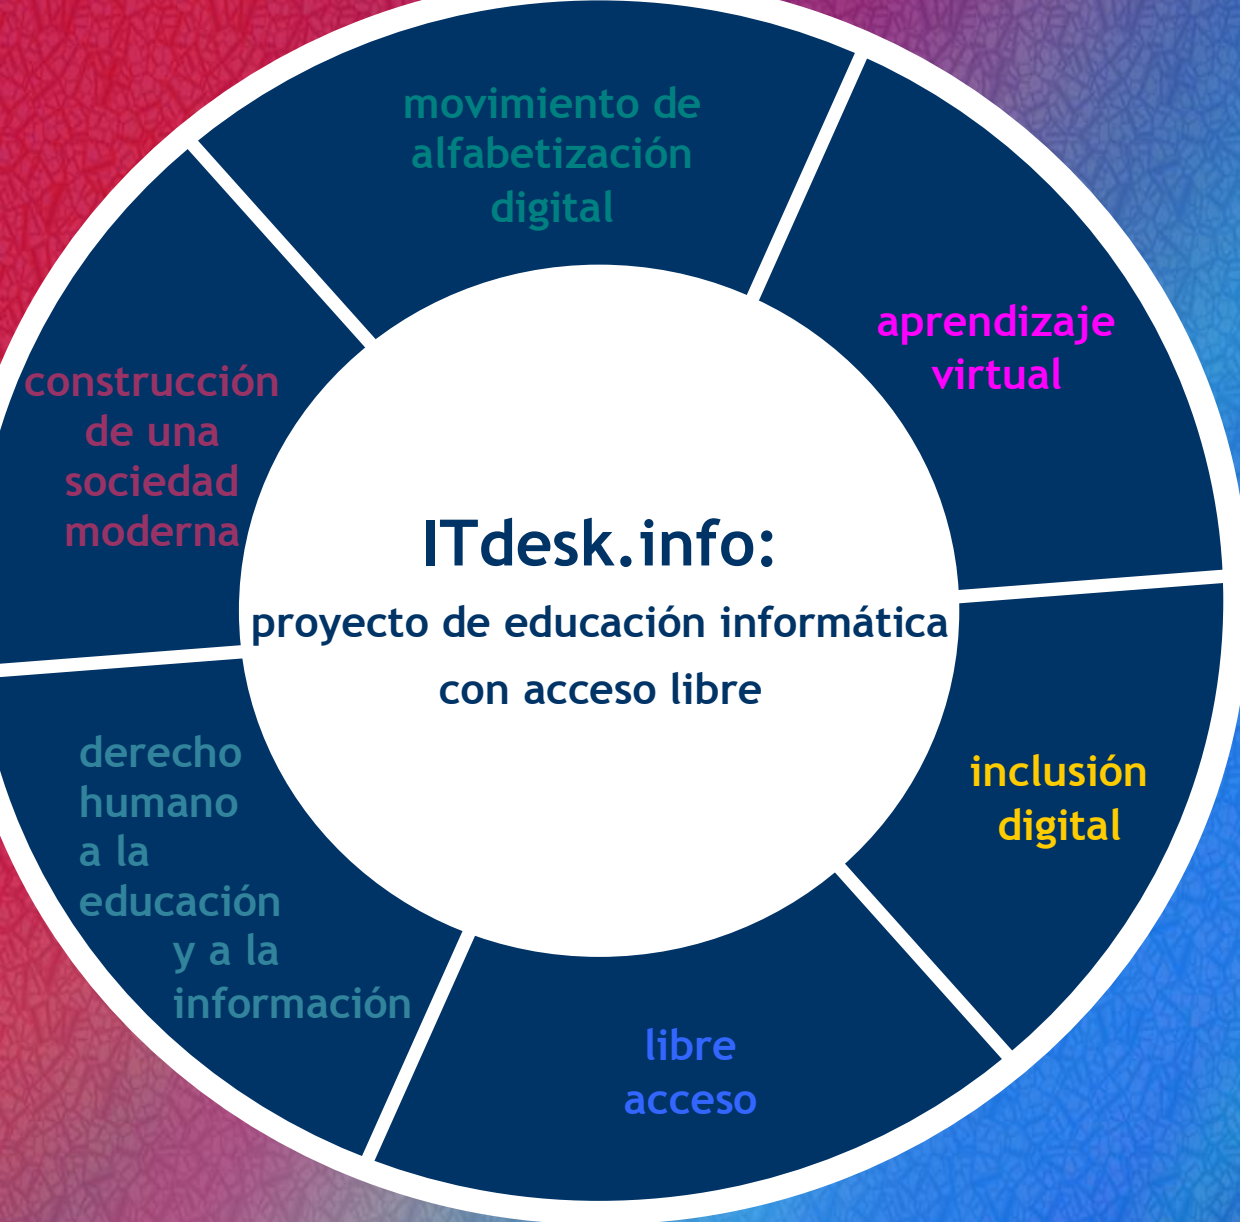 movimiento de
alfabetización
digital
aprendizaje
virtual
construcción
de una
sociedad
moderna
ITdesk.info:
proyecto de educación informática
con acceso libre
derecho
humano
a la
educación
y a la
información
inclusión
digital
libre
acceso